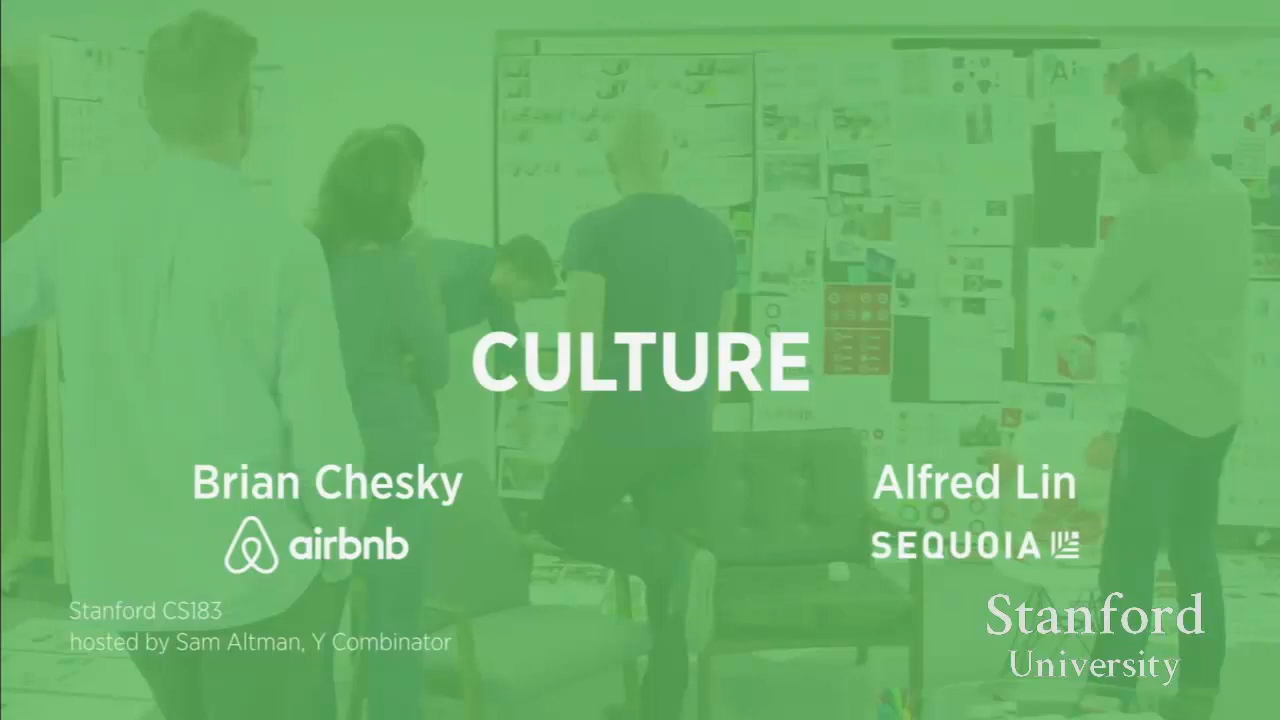 CULTURE
Brian Chesky
airbnb
Alfred Lin
SEQUOIA
Stanford CS183
hosted by Sam Altman, Y Combinator
Stanford
University